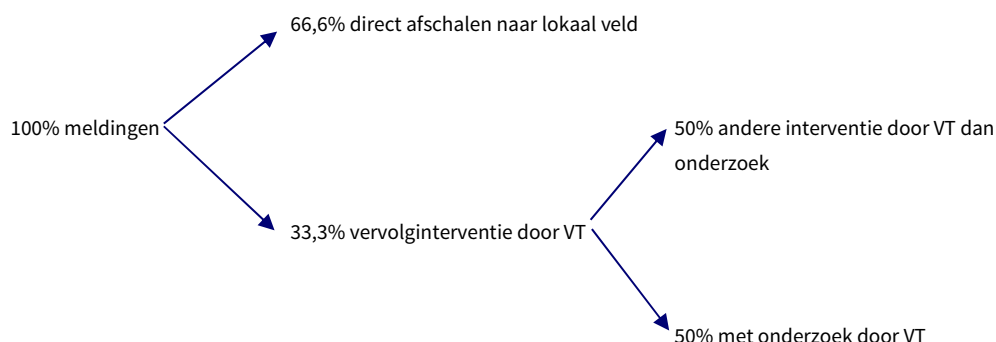 66,6% direct afschalen naar lokaal veld
100% meldingen
50% andere interventie door VT dan
onderzoek
33,3% vervolginterventie door VT
50% met onderzoek door VT